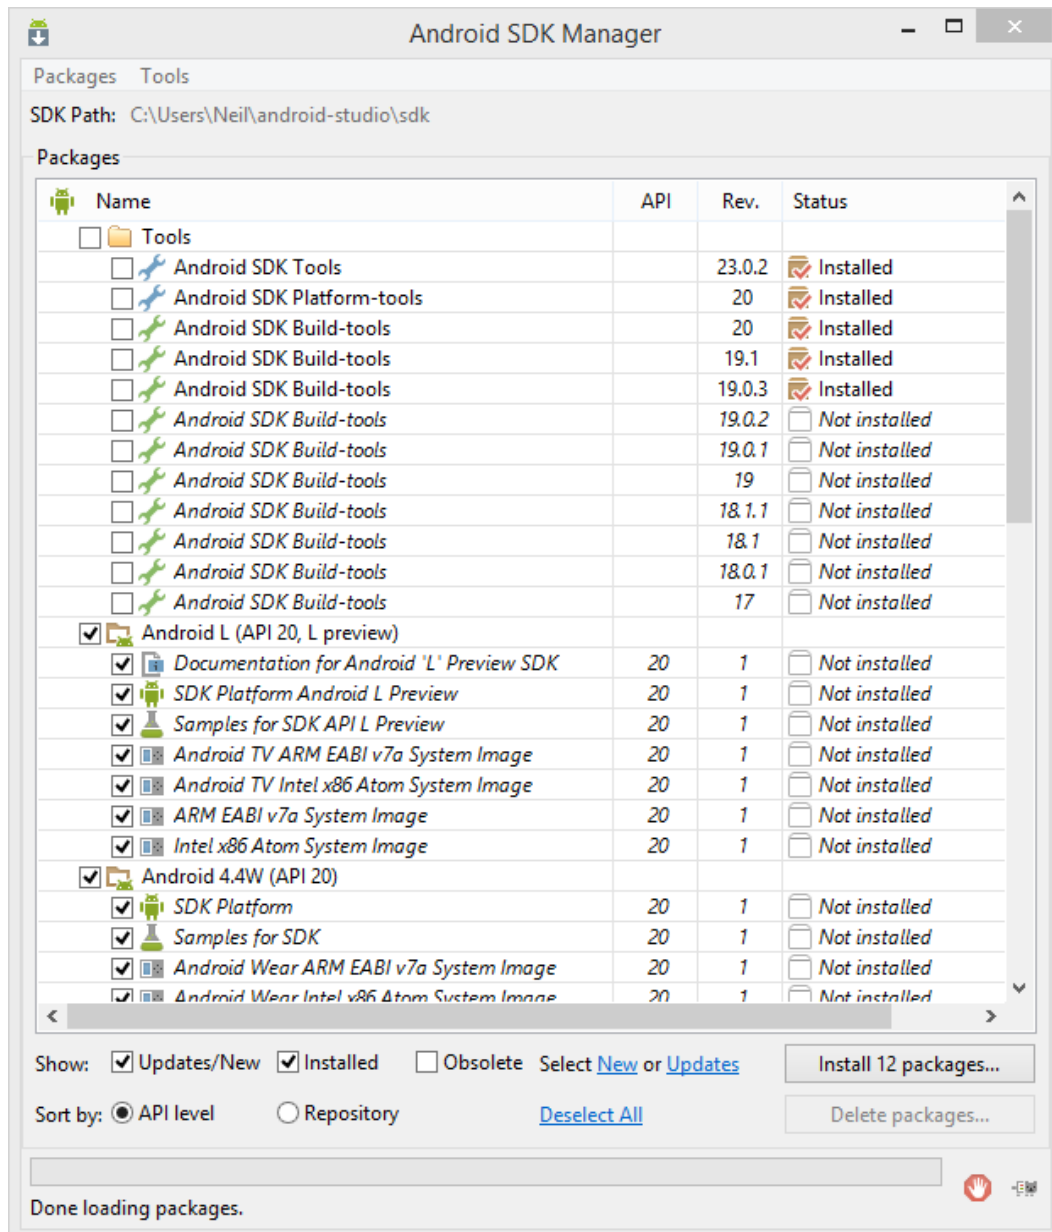 Android SDK Manager
Packages Tools
SDK Path: C:\Users\Neil\android-studio\sdk
Packages
Name API Rev. Status
Tools
Android SDK Tools 23.0.2 Installed
Android SDK Platform-tools 20 Installed
Android SDK Build-tools 20 Installed
Android SDK Build-tools 19.1 Installed
Android SDK Build-tools 19.0.3 Installed
Android SDK Build-tools 19.0.2 Not installed
Android SDK Build-tools 19.0.1 Not installed
Android SDK Build-tools 19 Not installed
Android SDK Build-tools 18.1.1 Not installed
Android SDK Build-tools 18.1 Not installed
Android SDK Build-tools 18.0.1 Not installed
Android SDK Build-tools 17 Not installed
Android L (API 20, L preview)
Documentation for Android 'L' Preview SDK 20 1 Not installed
SDK Platform Android L Preview 20 1 Not installed
Samples for SDK API L Preview 20 1 Not installed
Android TV ARM EABI v7a System Image 20 1 Not installed
Android TV Intel x86 Atom System Image 20 1 Not installed
ARM EABI v7a System Image 20 1 Not installed
Intel x86 Atom System Image 20 1 Not installed
Android 4.4W (API 20)
SDK Platform 20 1 Not installed
Samples for SDK 20 1 Not installed
Android Wear ARM EABI v7a System Image 20 1 Not installed
Android Wear Intel x86 Atom System Image 20 1 Not installed
Show: Updates/New Installed Obsolete Select New or Updates Install 12 packages...
Sort by: API level Repository Deselect All Delete packages...
Done loading packages.